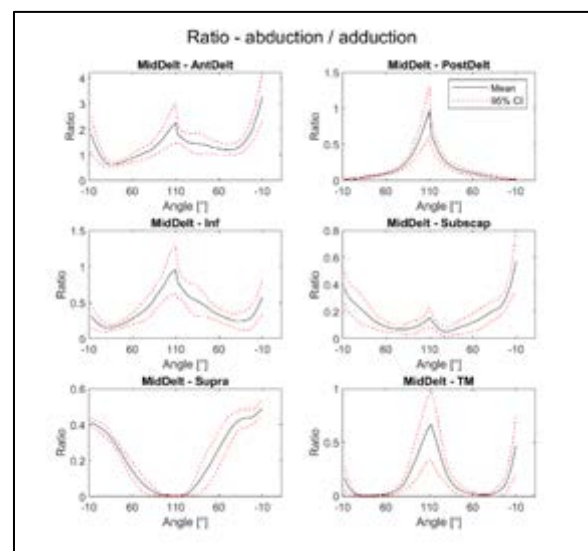 Ratio - abduction / adduction
MidDelt - AntDelt
Ratio
4
3
2
1
0
-10 60 110 60 -10
Angle [°]
MidDelt - PostDelt
Ratio
1.5
1
0.5
0
-10 60 110 60 -10
Angle [°]
Mean
95% CI
MidDelt - Inf
Ratio
1.5
1
0.5
0
-10 60 110 60 -10
Angle [°]
MidDelt - Subscap
Ratio
0.8
0.6
0.4
0.2
0
-10 60 110 60 -10
Angle [°]
MidDelt - Supra
Ratio
0.6
0.4
0.2
0
-10 60 110 60 -10
Angle [°]
MidDelt - TM
Ratio
1
0.5
0
-10 60 110 60 -10
Angle [°]